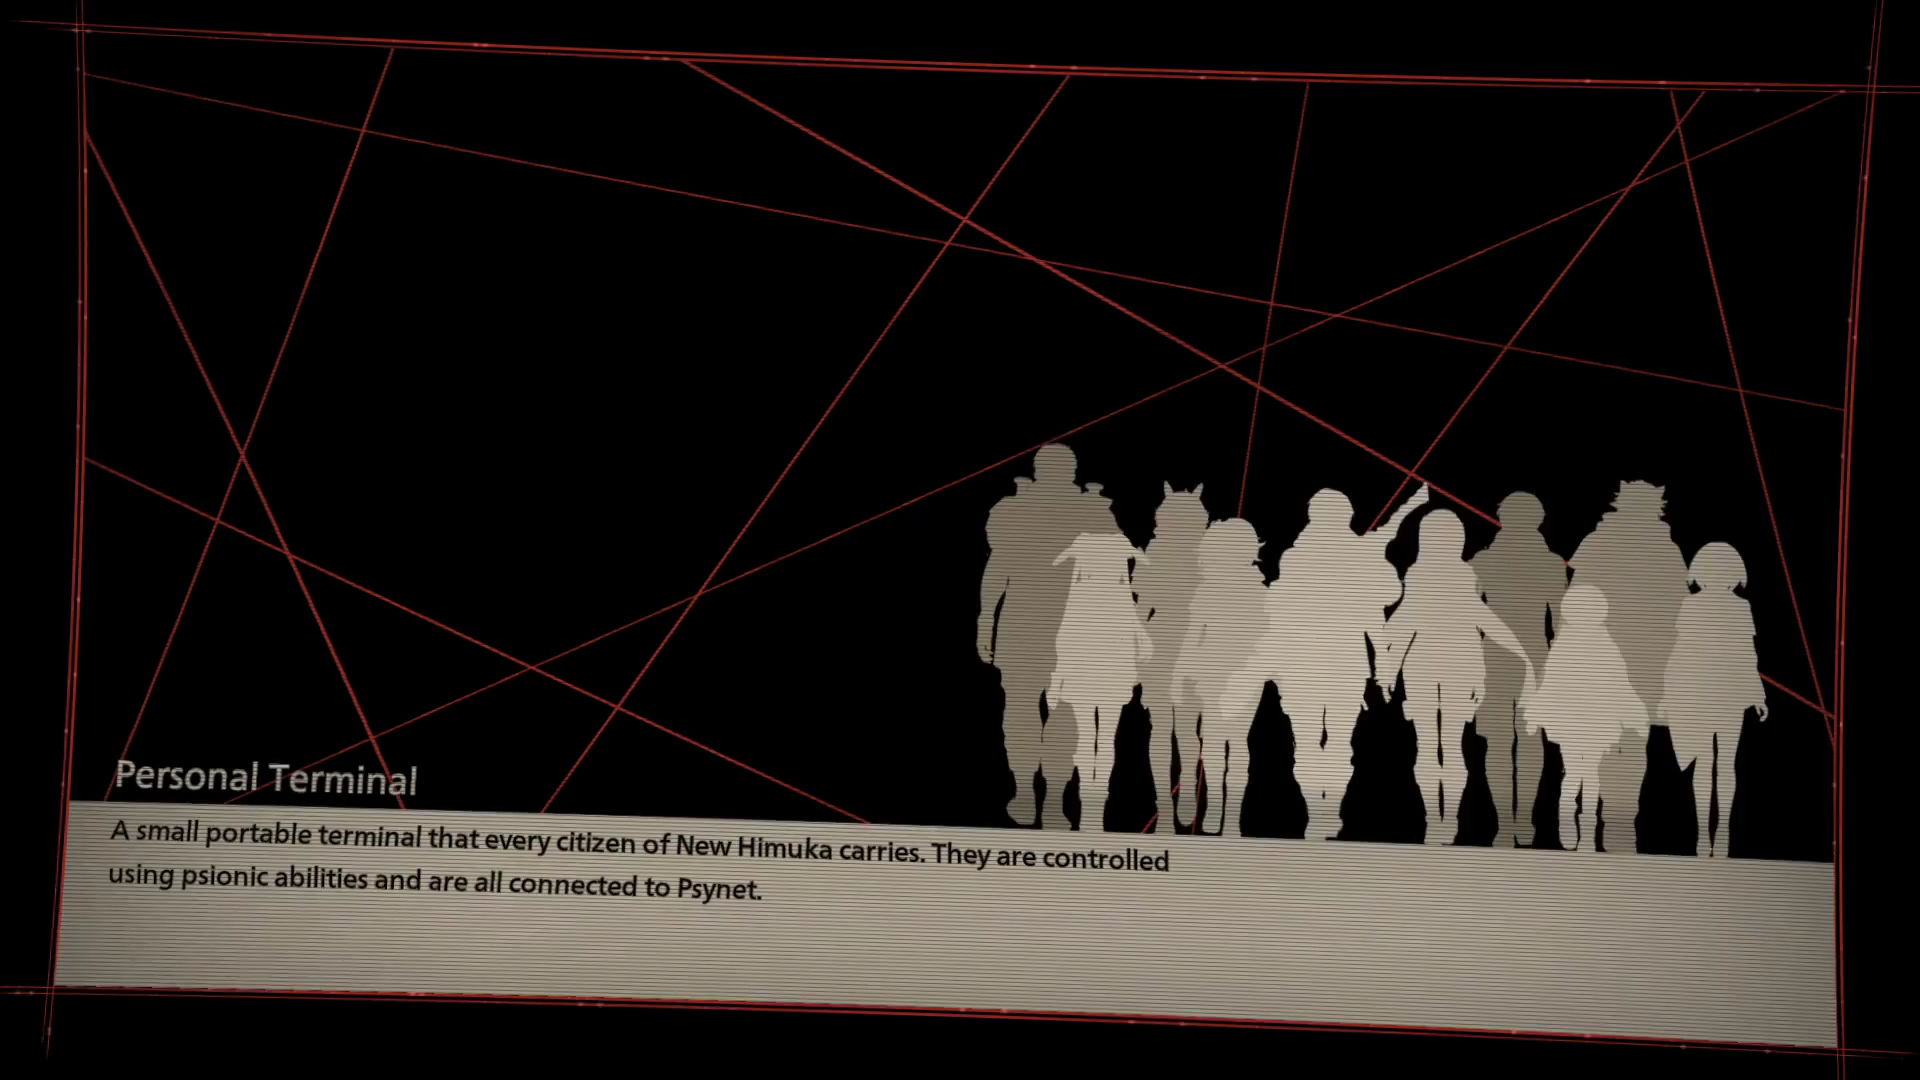 Personal Terminal
A small portable terminal that every citizen of New Himuka carries. They are controlled
using psionic abilities and are all connected to Psynet.